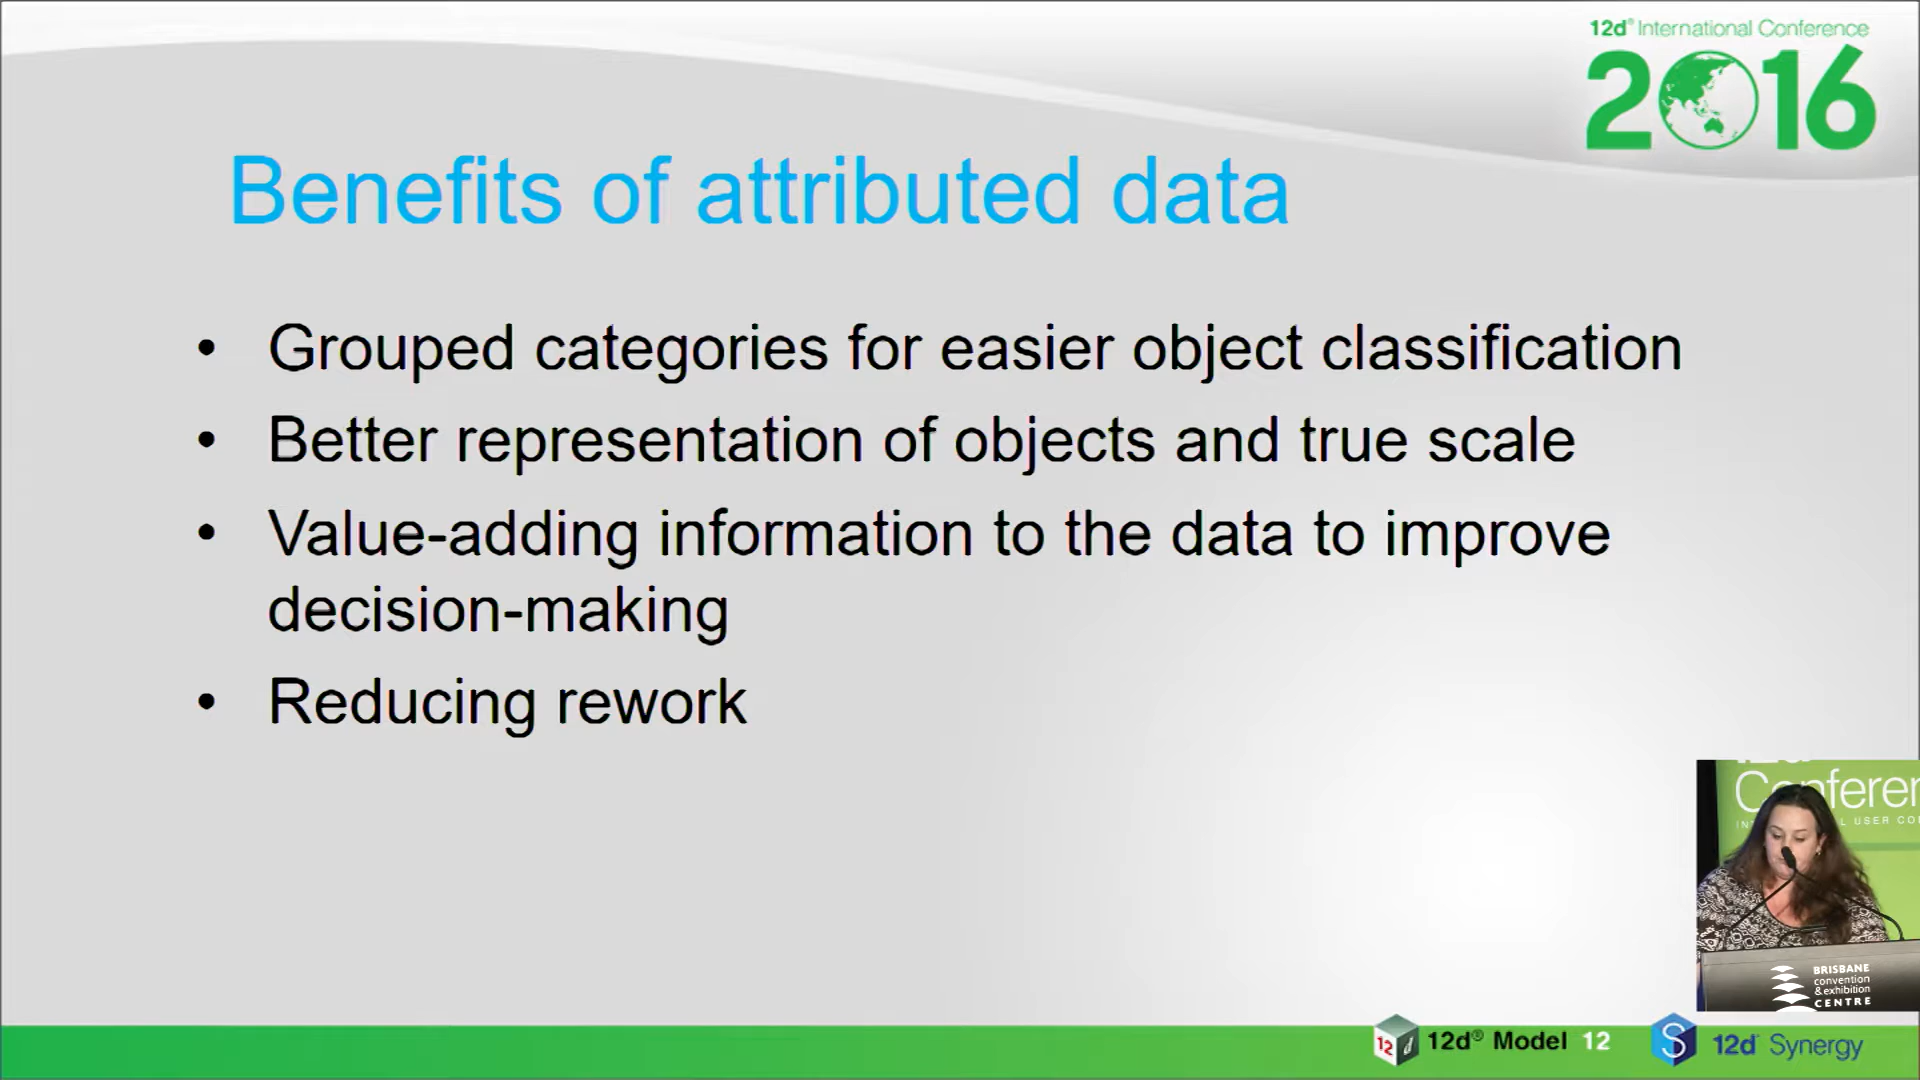 12d® International Conference
2016
Benefits of attributed data
• Grouped categories for easier object classification
• Better representation of objects and true scale
• Value-adding information to the data to improve
decision-making
• Reducing rework
BRISBANE
convention
& exhibition
CENTRE
12d® Model 12
12d Synergy